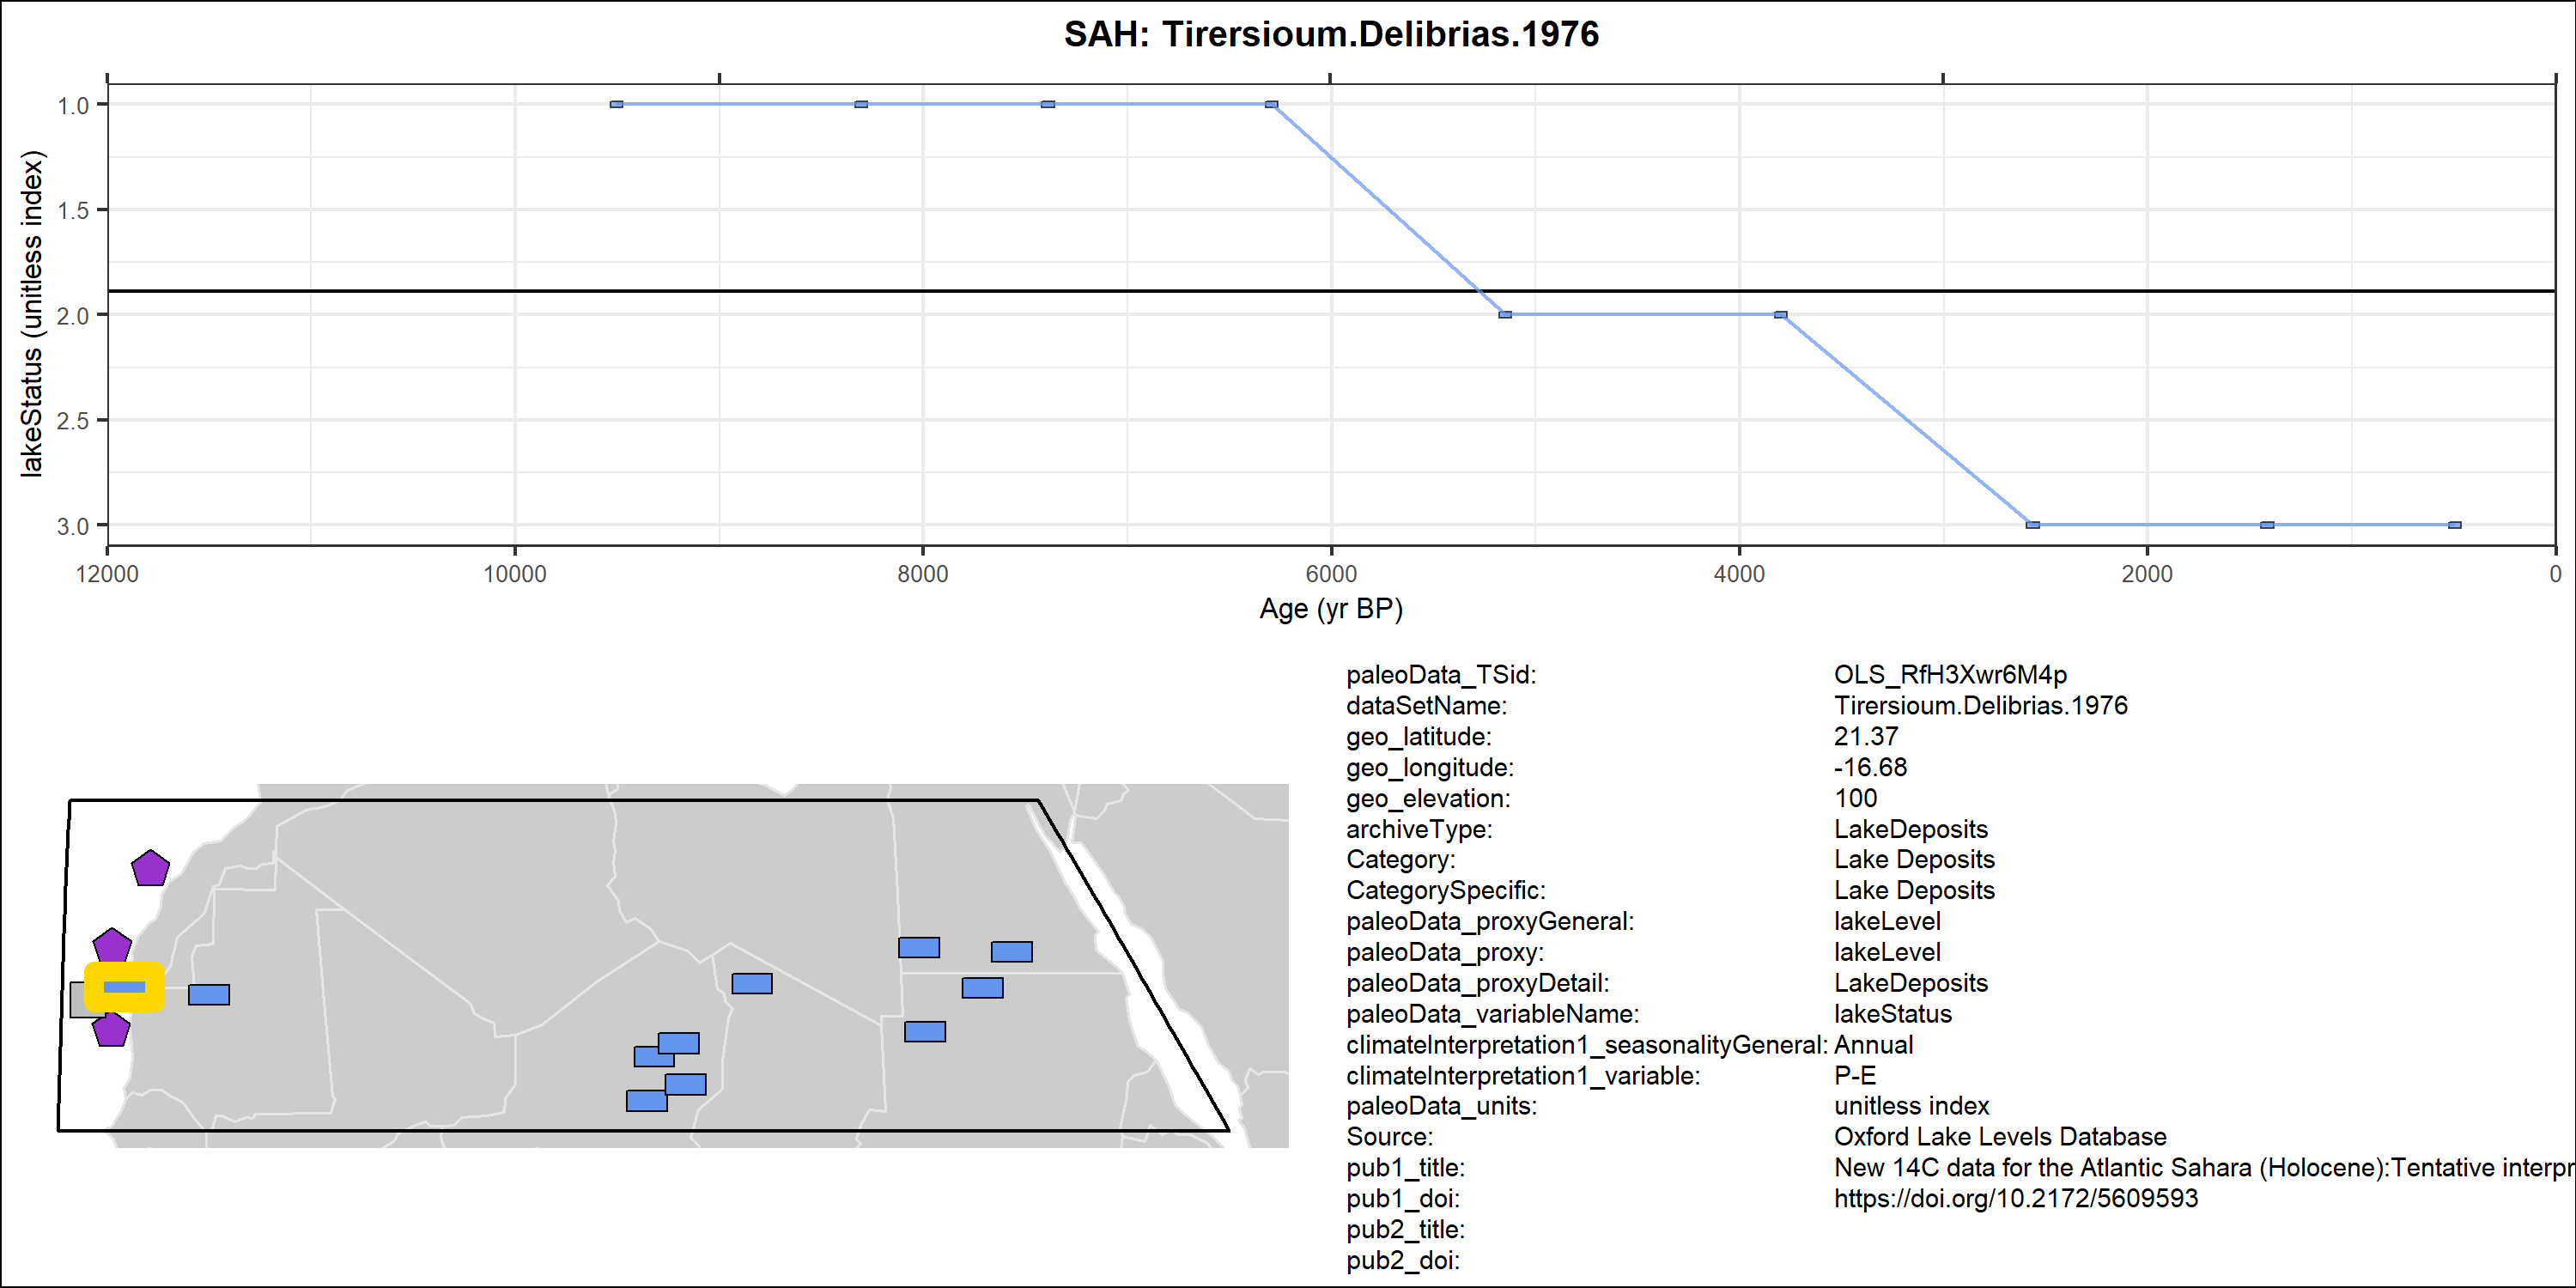 SAH: Tirersioum.Delibrias.1976
lakeStatus (unitless index)
1.0
1.5
2.0
2.5
3.0
12000 10000 8000 6000 4000 2000 0
Age (yr BP)
paleoData_TSid: OLS_RfH3Xwr6M4p
dataSetName: Tirersioum.Delibrias.1976
geo_latitude: 21.37
geo_longitude: -16.68
geo_elevation: 100
archiveType: LakeDeposits
Category: Lake Deposits
CategorySpecific: Lake Deposits
paleoData_proxyGeneral: lakeLevel
paleoData_proxy: lakeLevel
paleoData_proxyDetail: LakeDeposits
paleoData_variableName: lakeStatus
climateInterpretation1_seasonalityGeneral: Annual
climateInterpretation1_variable: P-E
paleoData_units: unitless index
Source: Oxford Lake Levels Database
pub1_title: New 14C data for the Atlantic Sahara (Holocene):Tentative interpr
pub1_doi: https://doi.org/10.2172/5609593
pub2_title:
pub2_doi: